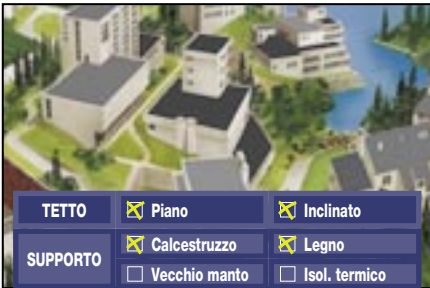 TETTO Piano Inclinato
SUPPORTO Calcestruzzo Legno
Vecchio manto Isol. termico